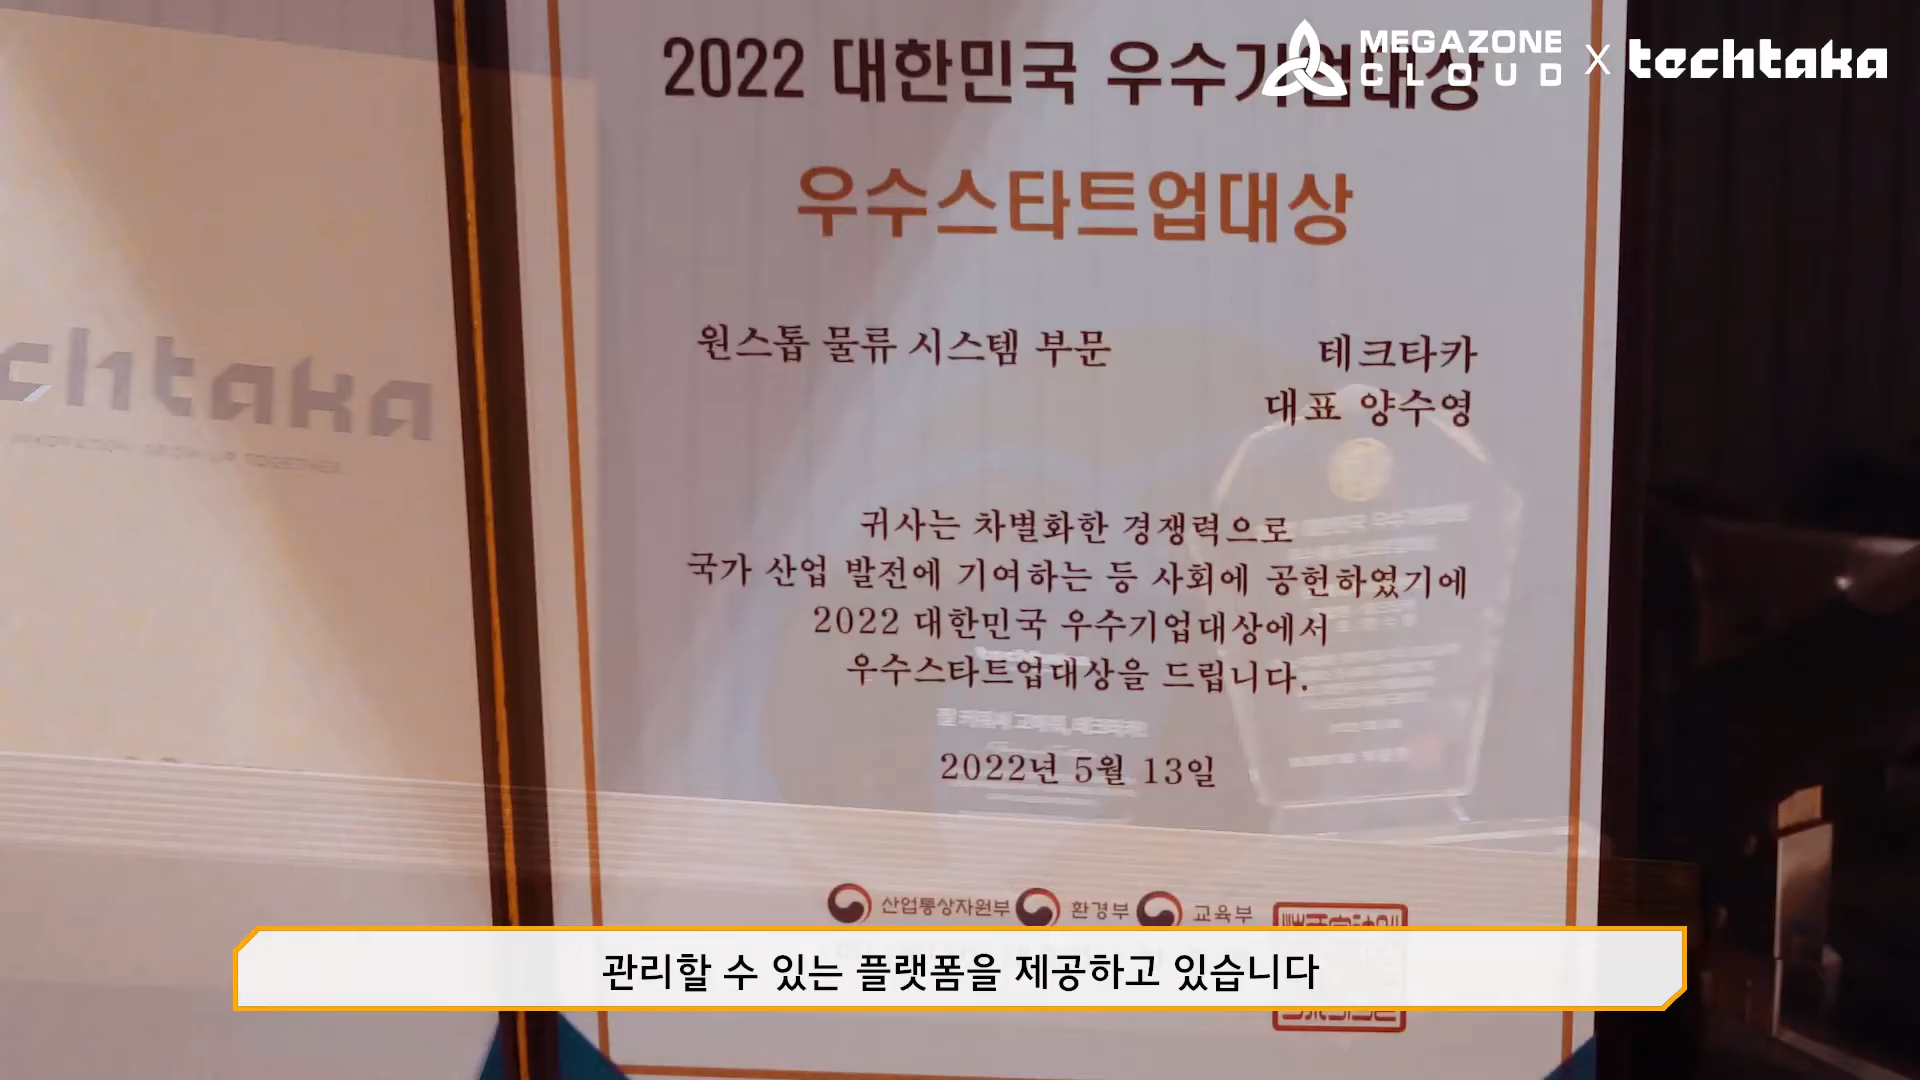 2022 대한민국 우수기업대상
MEGAZONE
CLOUD
X techtaka
우수스타트업대상
원스톱 물류 시스템 부문
테크타카
대표 양수영
chtaka
귀사는 차별화한 경쟁력으로
국가 산업 발전에 기여하는 등 사회에 공헌하였기에
2022 대한민국 우수기업대상에서
우수스타트업대상을 드립니다.
2022년 5월 13일
산업통상자원부 환경부 교육부
관리할 수 있는 플랫폼을 제공하고 있습니다